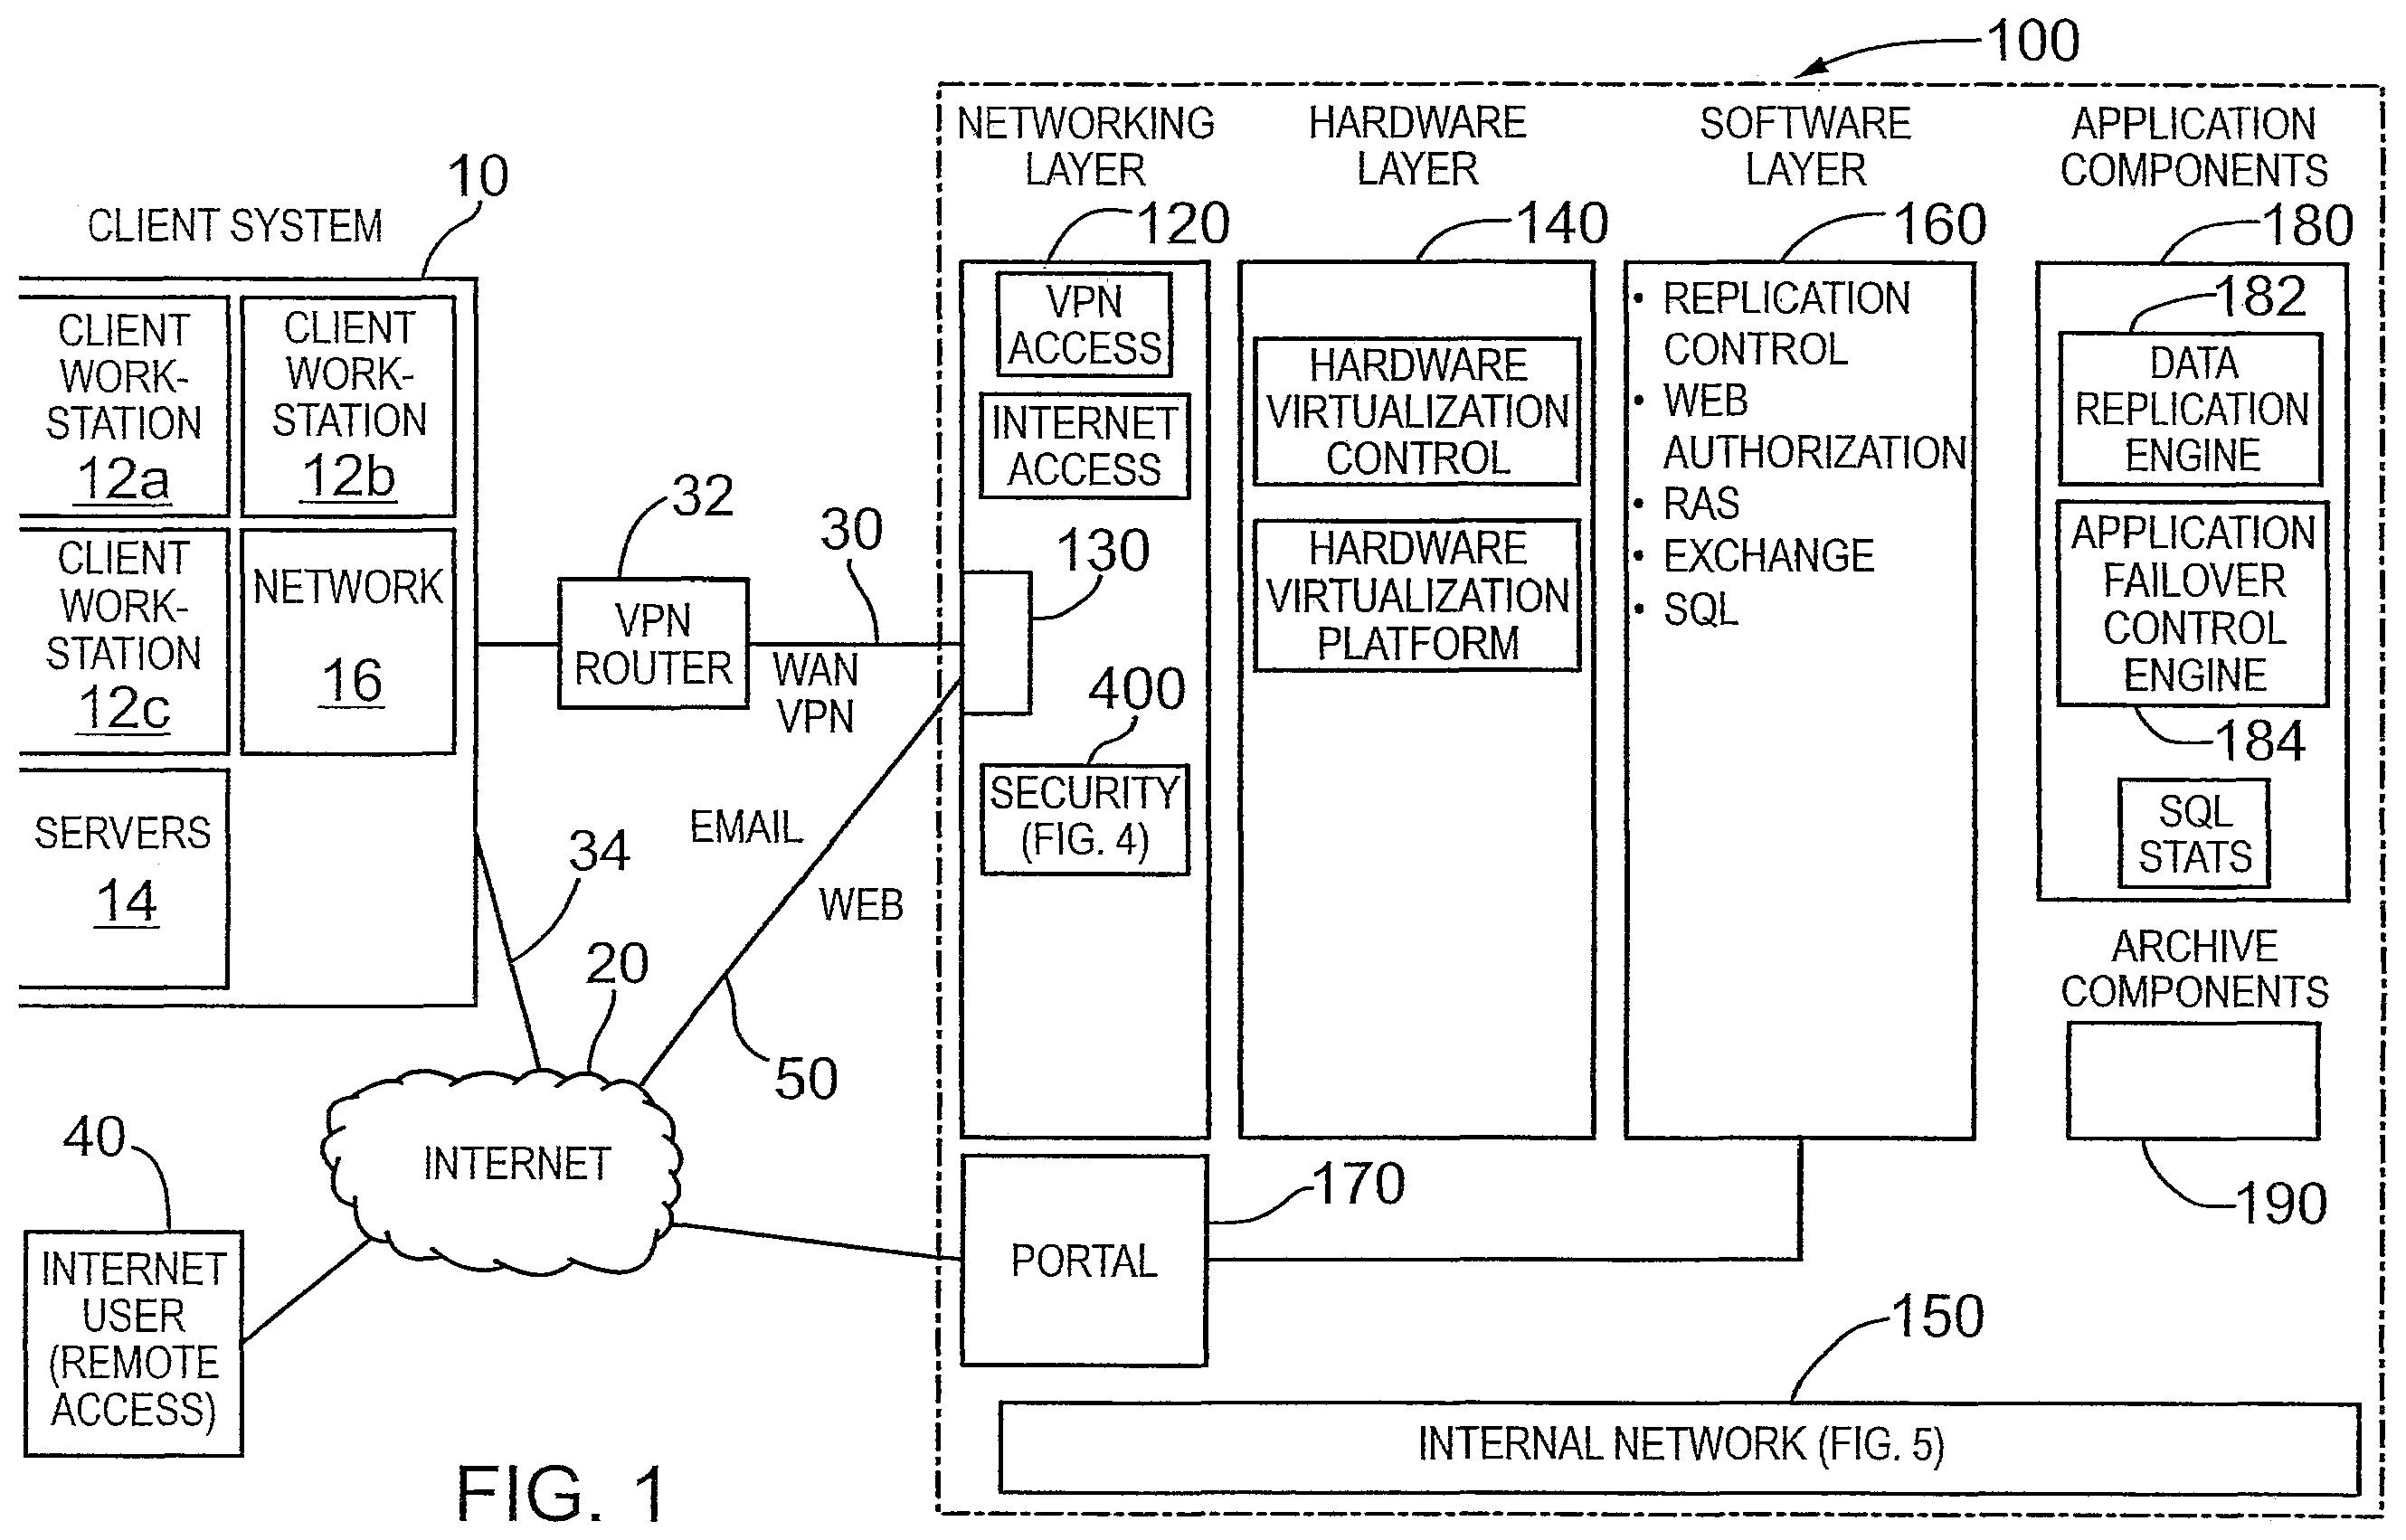 100
NETWORKING
LAYER
HARDWARE
LAYER
SOFTWARE
LAYER
APPLICATION
COMPONENTS
10
CLIENT SYSTEM
120
140
160
180
CLIENT
WORK-
STATION
12a
CLIENT
WORK-
STATION
12b
CLIENT
WORK-
STATION
12c
NETWORK
16
SERVERS
14
32
VPN
ROUTER
30
WAN
VPN
34
EMAIL
WEB
20
50
INTERNET
40
INTERNET
USER
(REMOTE
ACCESS)
VPN
ACCESS
INTERNET
ACCESS
130
400
SECURITY
(FIG. 4)
HARDWARE
VIRTUALIZATION
CONTROL
HARDWARE
VIRTUALIZATION
PLATFORM
• REPLICATION
CONTROL
• WEB
AUTHORIZATION
• RAS
• EXCHANGE
• SQL
182
DATA
REPLICATION
ENGINE
APPLICATION
FAILOVER
CONTROL
ENGINE
184
SQL
STATS
ARCHIVE
COMPONENTS
190
170
PORTAL
150
INTERNAL NETWORK (FIG. 5)
FIG. 1